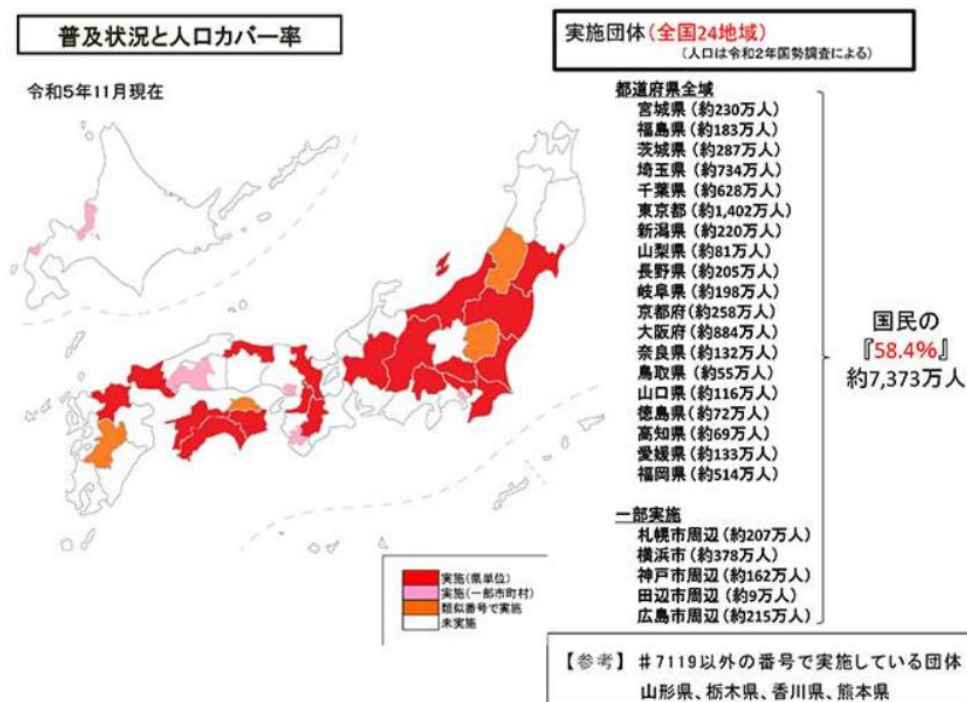 普及状況と人口カバー率
令和5年11月現在
実施(県単位)
実施(一部市町村)
類似番号で実施
未実施
実施団体(全国24地域)
(人口は令和2年国勢調査による)
都道府県全域
宮城県(約230万人)
福島県(約183万人)
茨城県(約287万人)
埼玉県(約734万人)
千葉県(約628万人)
東京都(約1,402万人)
新潟県(約220万人)
山梨県(約81万人)
長野県(約205万人)
岐阜県(約198万人)
京都府(約258万人)
大阪府(約884万人)
奈良県(約132万人)
鳥取県(約55万人)
山口県(約116万人)
徳島県(約72万人)
高知県(約69万人)
愛媛県(約133万人)
福岡県(約514万人)
一部実施
札幌市周辺(約207万人)
横浜市(約378万人)
神戸市周辺(約162万人)
田辺市周辺(約9万人)
広島市周辺(約215万人)
国民の
『58.4%』
約7,373万人
【参考】 #7119以外の番号で実施している団体
山形県、栃木県、香川県、熊本県